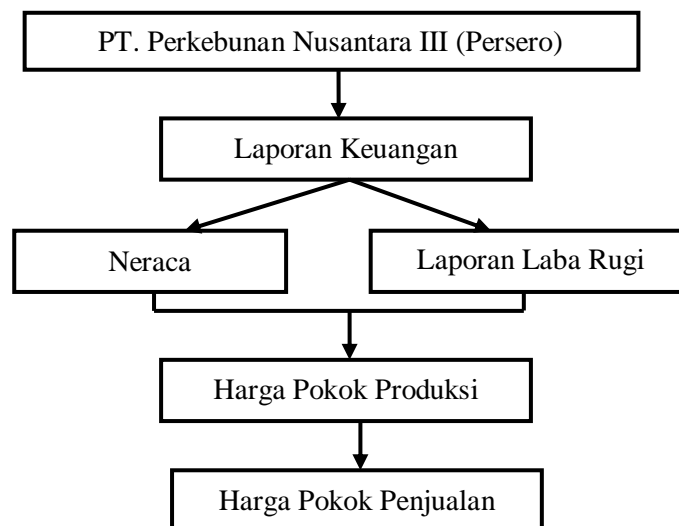 PT. Perkebunan Nusantara III (Persero)
Laporan Keuangan
Neraca
Laporan Laba Rugi
Harga Pokok Produksi
Harga Pokok Penjualan